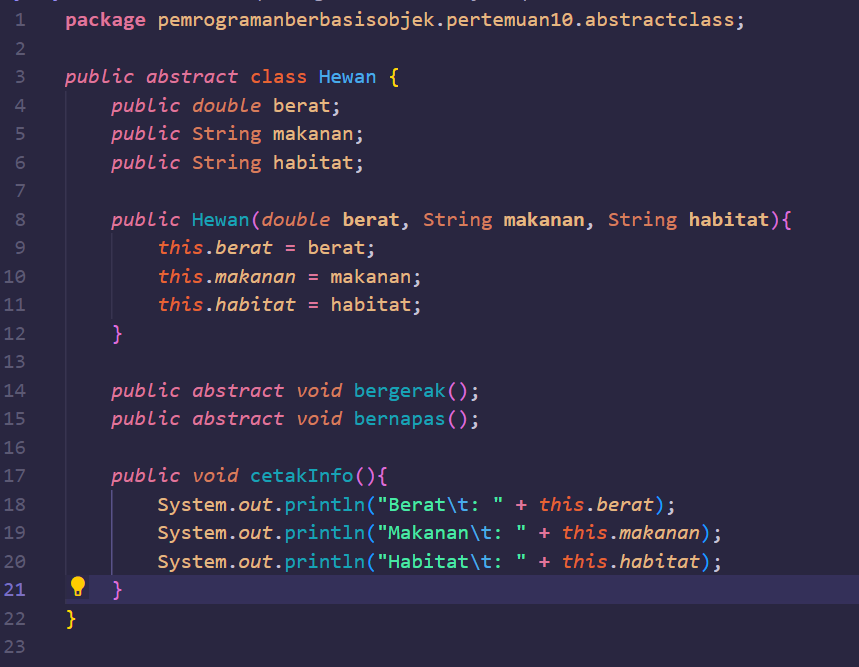 1 package pemrogramanberbasisobjek.pertemuan10.abstractclass;
2
3 public abstract class Hewan {
4     public double berat;
5     public String makanan;
6     public String habitat;
7
8     public Hewan(double berat, String makanan, String habitat){
9         this.berat = berat;
10         this.makanan = makanan;
11         this.habitat = habitat;
12     }
13
14     public abstract void bergerak();
15     public abstract void bernapas();
16
17     public void cetakInfo(){
18         System.out.println("Berat\t: " + this.berat);
19         System.out.println("Makanan\t: " + this.makanan);
20         System.out.println("Habitat\t: " + this.habitat);
21     }
22 }
23